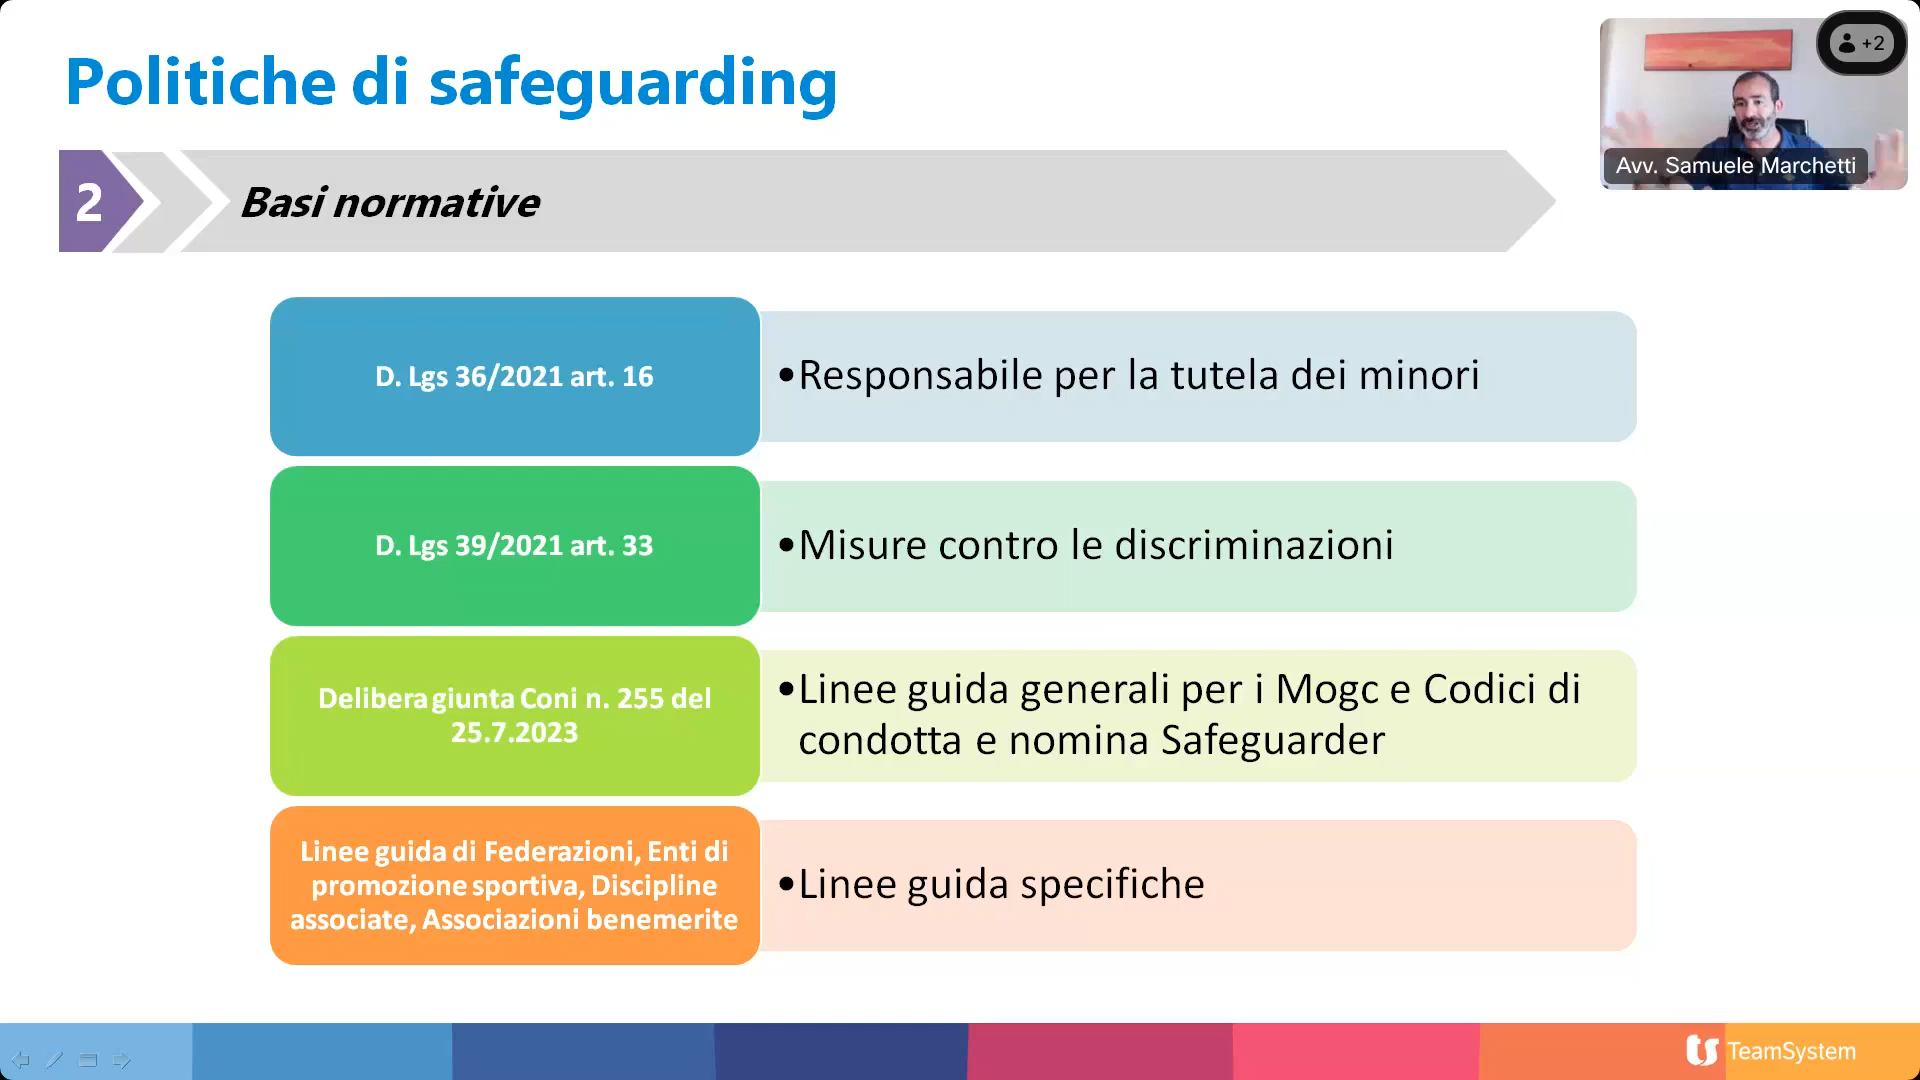 Politiche di safeguarding
+2
Avv. Samuele Marchetti
2
Basi normative
D. Lgs 36/2021 art. 16
•Responsabile per la tutela dei minori
D. Lgs 39/2021 art. 33
•Misure contro le discriminazioni
Delibera giunta Coni n. 255 del
25.7.2023
•Linee guida generali per i Mogc e Codici di
condotta e nomina Safeguarder
Linee guida di Federazioni, Enti di
promozione sportiva, Discipline
associate, Associazioni benemerite
•Linee guida specifiche
ts TeamSystem